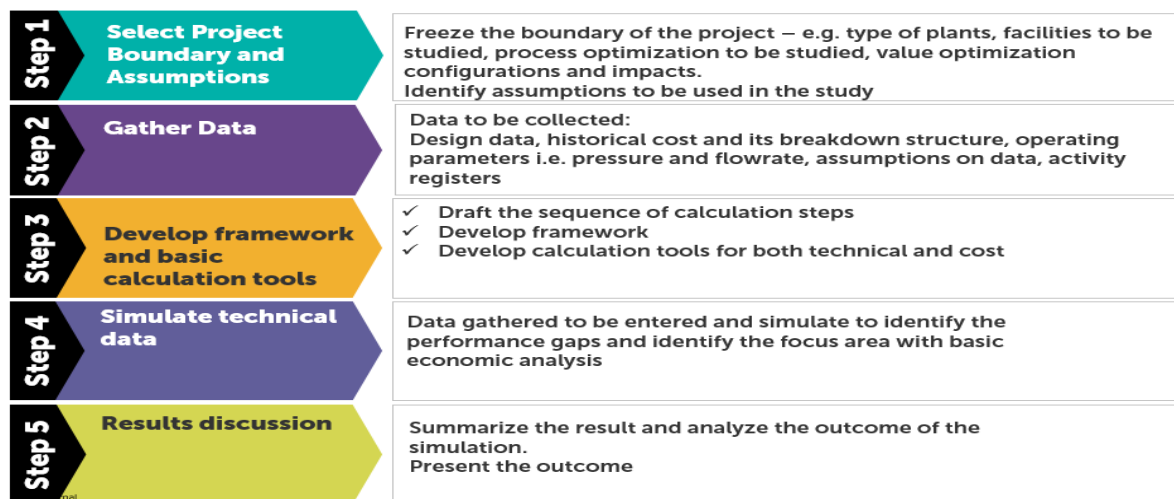 Step 1
Select Project
Boundary and
Assumptions
Freeze the boundary of the project – e.g. type of plants, facilities to be
studied, process optimization to be studied, value optimization
configurations and impacts.
Identify assumptions to be used in the study
Step 2
Gather Data
Data to be collected:
Design data, historical cost and its breakdown structure, operating
parameters i.e. pressure and flowrate, assumptions on data, activity
registers
Step 3
Develop framework
and basic
calculation tools
✓ Draft the sequence of calculation steps
✓ Develop framework
✓ Develop calculation tools for both technical and cost
Step 4
Simulate technical
data
Data gathered to be entered and simulate to identify the
performance gaps and identify the focus area with basic
economic analysis
Step 5
Results discussion
Summarize the result and analyze the outcome of the
simulation.
Present the outcome